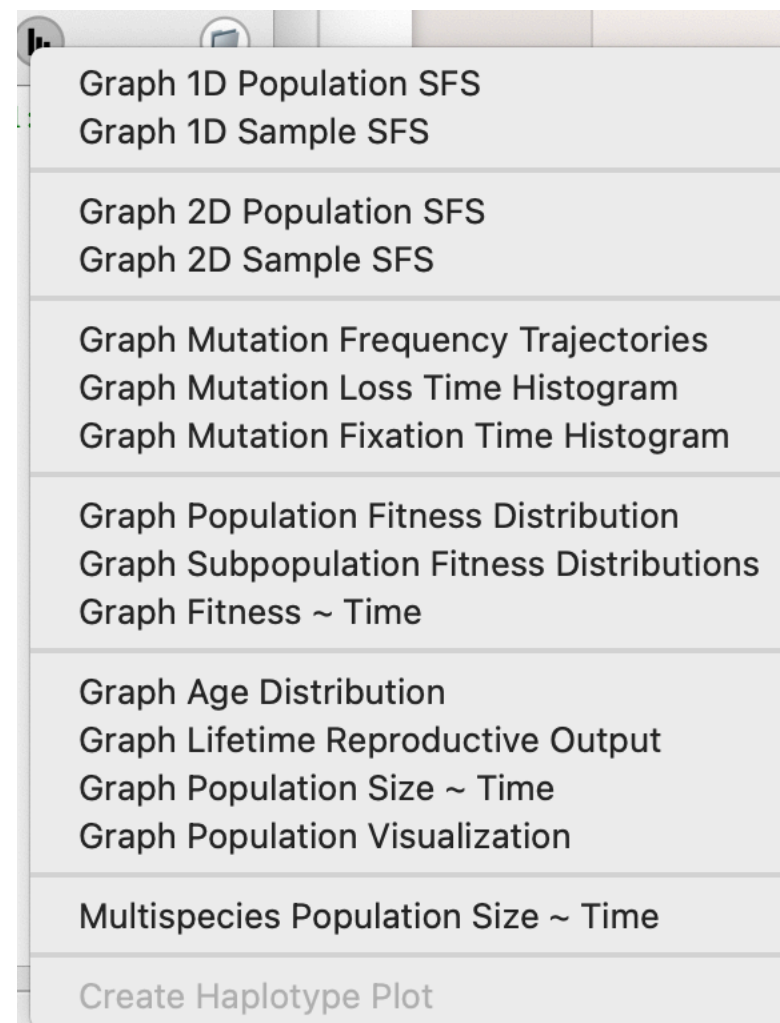 Graph 1D Population SFS
Graph 1D Sample SFS
Graph 2D Population SFS
Graph 2D Sample SFS
Graph Mutation Frequency Trajectories
Graph Mutation Loss Time Histogram
Graph Mutation Fixation Time Histogram
Graph Population Fitness Distribution
Graph Subpopulation Fitness Distributions
Graph Fitness ~ Time
Graph Age Distribution
Graph Lifetime Reproductive Output
Graph Population Size ~ Time
Graph Population Visualization
Multispecies Population Size ~ Time
Create Haplotype Plot